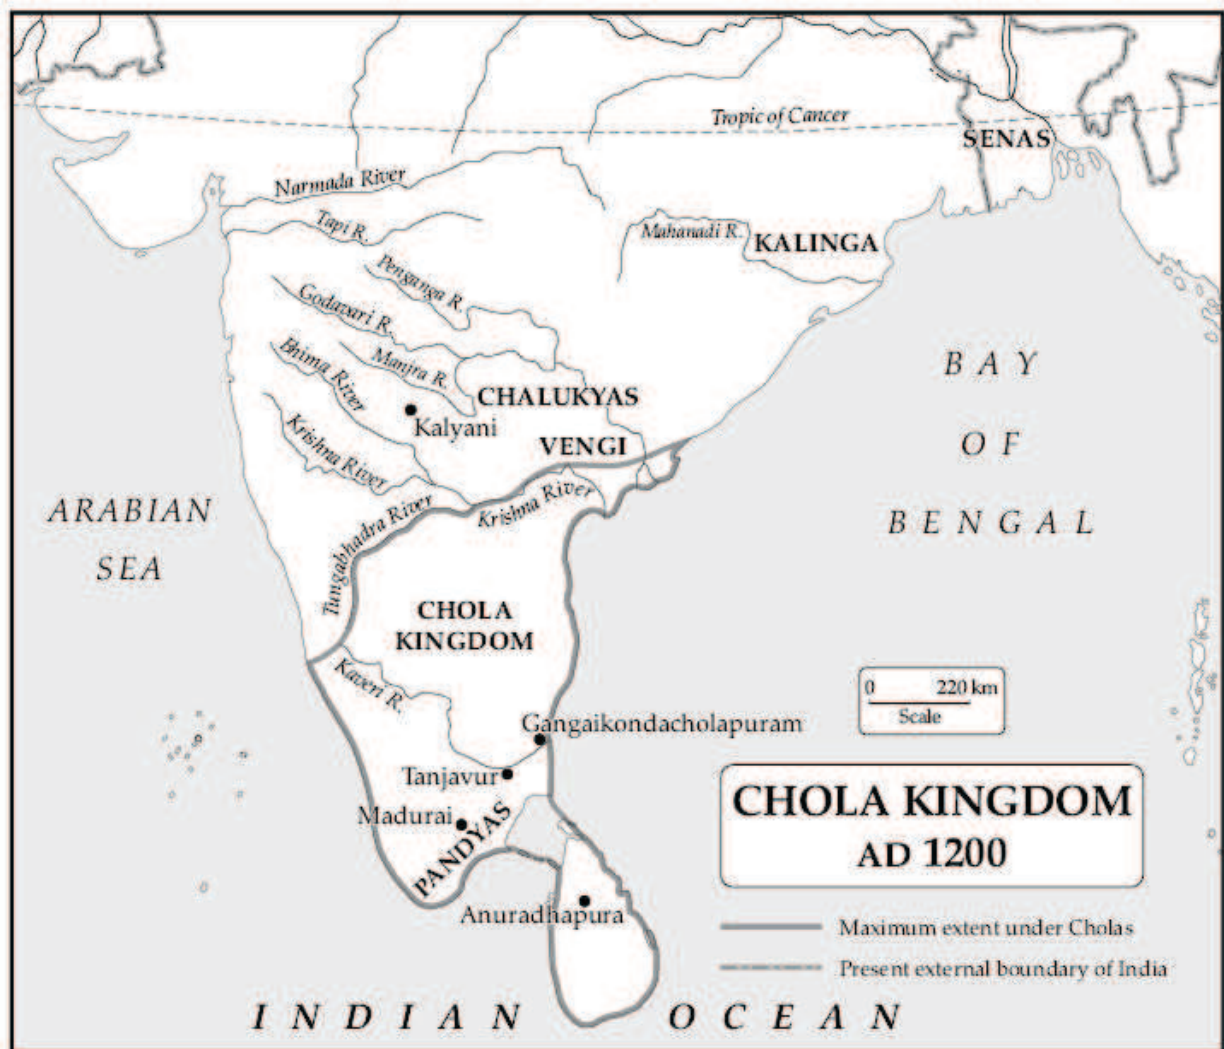 Tropic of Cancer
SENAS
Narmada River
Tapi R.
Mahanadi R.
KALINGA
Penganga R.
Godavari R.
Bhima River
Manjra R.
CHALUKYAS
Kalyani
VENGI
Krishna River
Krishna River
Tungabhadra River
ARABIAN
SEA
BAY
OF
BENGAL
CHOLA
KINGDOM
Kaveri R.
0 220 km
Scale
Gangaikondacholapuram
Tanjavur
Madurai
PANDYAS
Anuradhapura
CHOLA KINGDOM
AD 1200
Maximum extent under Cholas
Present external boundary of India
INDIAN OCEAN